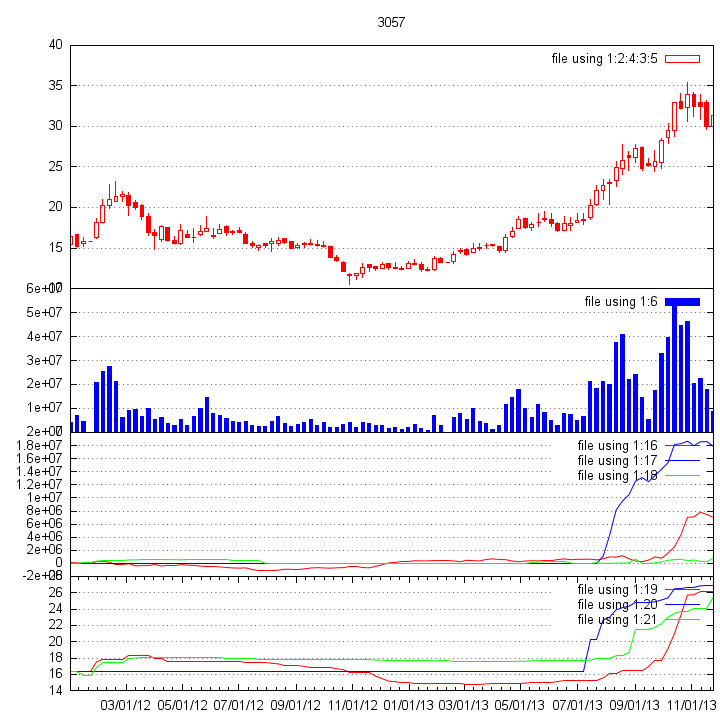 3057
40
file using 1:2:4:3:5
35
30
25
20
15
10
6e+07
file using 1:6
5e+07
4e+07
3e+07
2e+07
1e+07
0
2e+07
1.8e+07
file using 1:16
1.6e+07
file using 1:17
1.4e+07
file using 1:18
1.2e+07
1e+07
8e+06
6e+06
4e+06
2e+06
0
-2e+06
28
26
file using 1:19
24
file using 1:20
22
file using 1:21
20
18
16
14
03/01/12 05/01/12 07/01/12 09/01/12 11/01/12 01/01/13 03/01/13 05/01/13 07/01/13 09/01/13 11/01/13